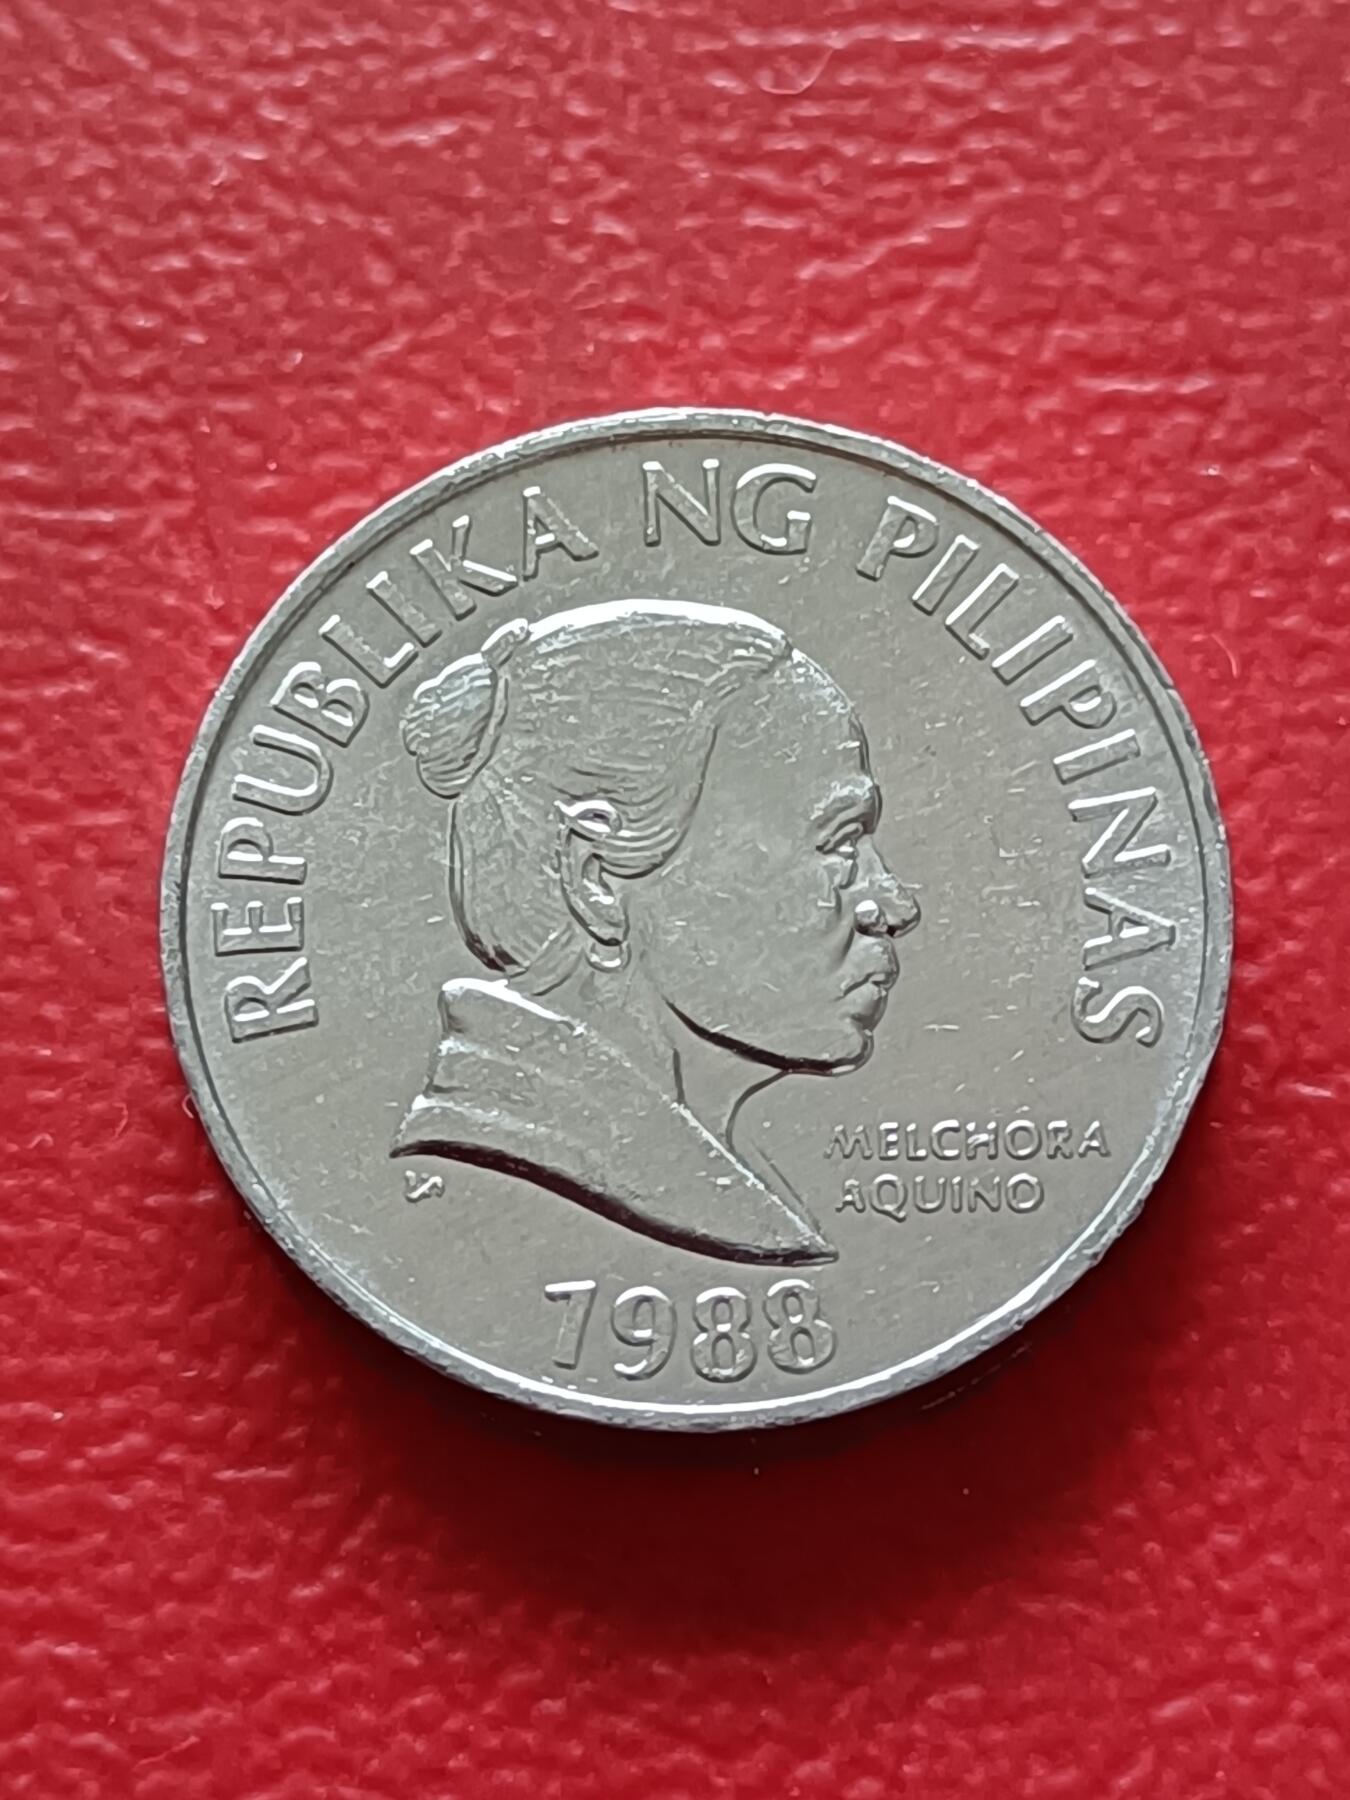 REPUBLIKA NG PILIPINAS
MELCHORA
AQUINO
1988